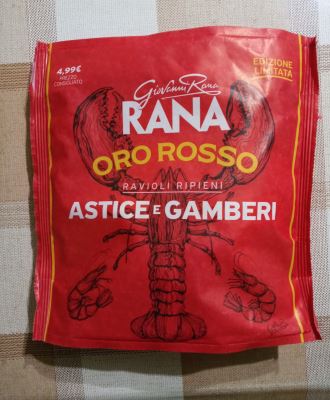 4,99€
PREZZO
CONSIGLIATO
EDIZIONE
LIMITATA
Giovanni Rana
RANA
ORO ROSSO
RAVIOLI RIPIENI
ASTICE E GAMBERI